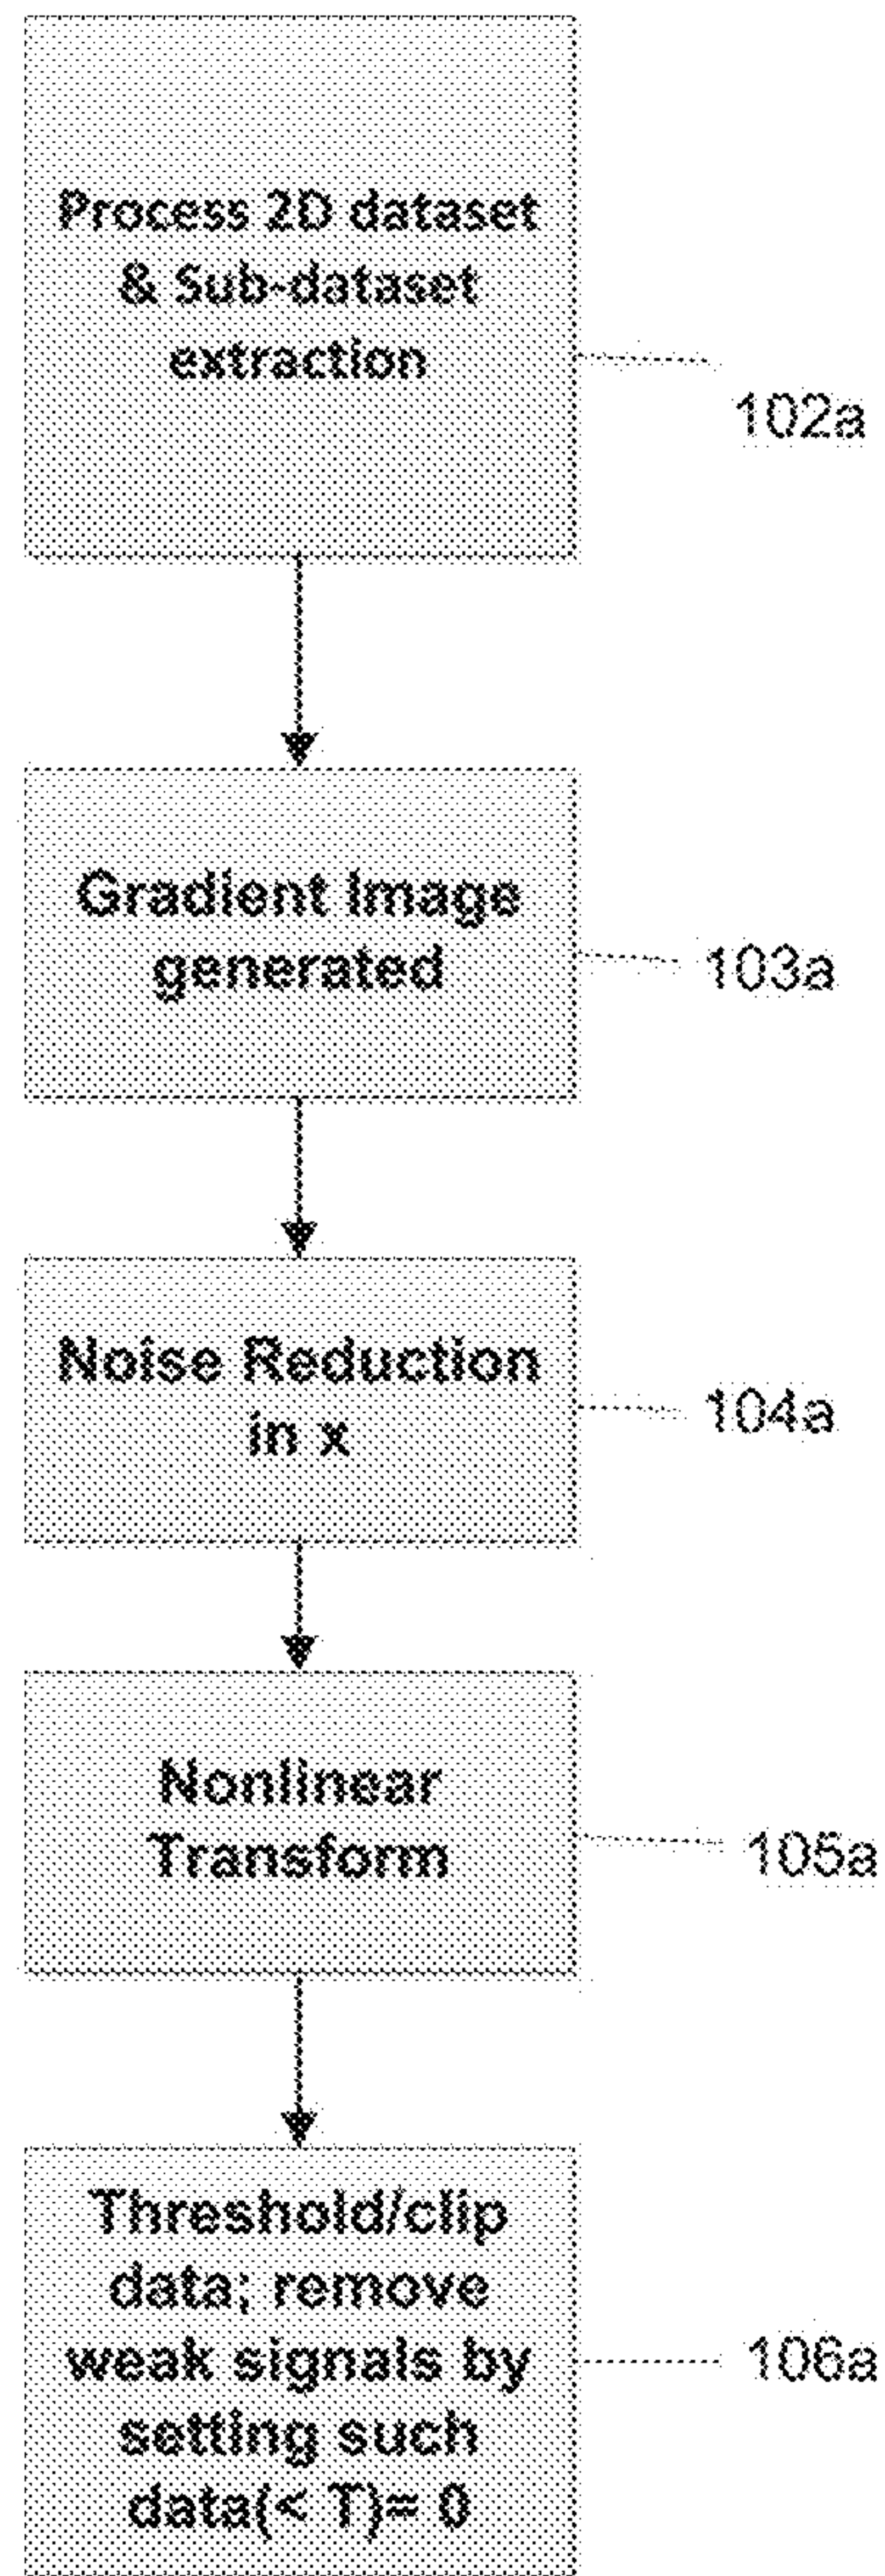 Process 2D dataset
& Sub-dataset
extraction
102a
Gradient Image
generated
103a
Noise Reduction
in x
104a
Nonlinear
Transform
105a
Threshold/clip
data; remove
weak signals by
setting such
data(< T)= 0
106a